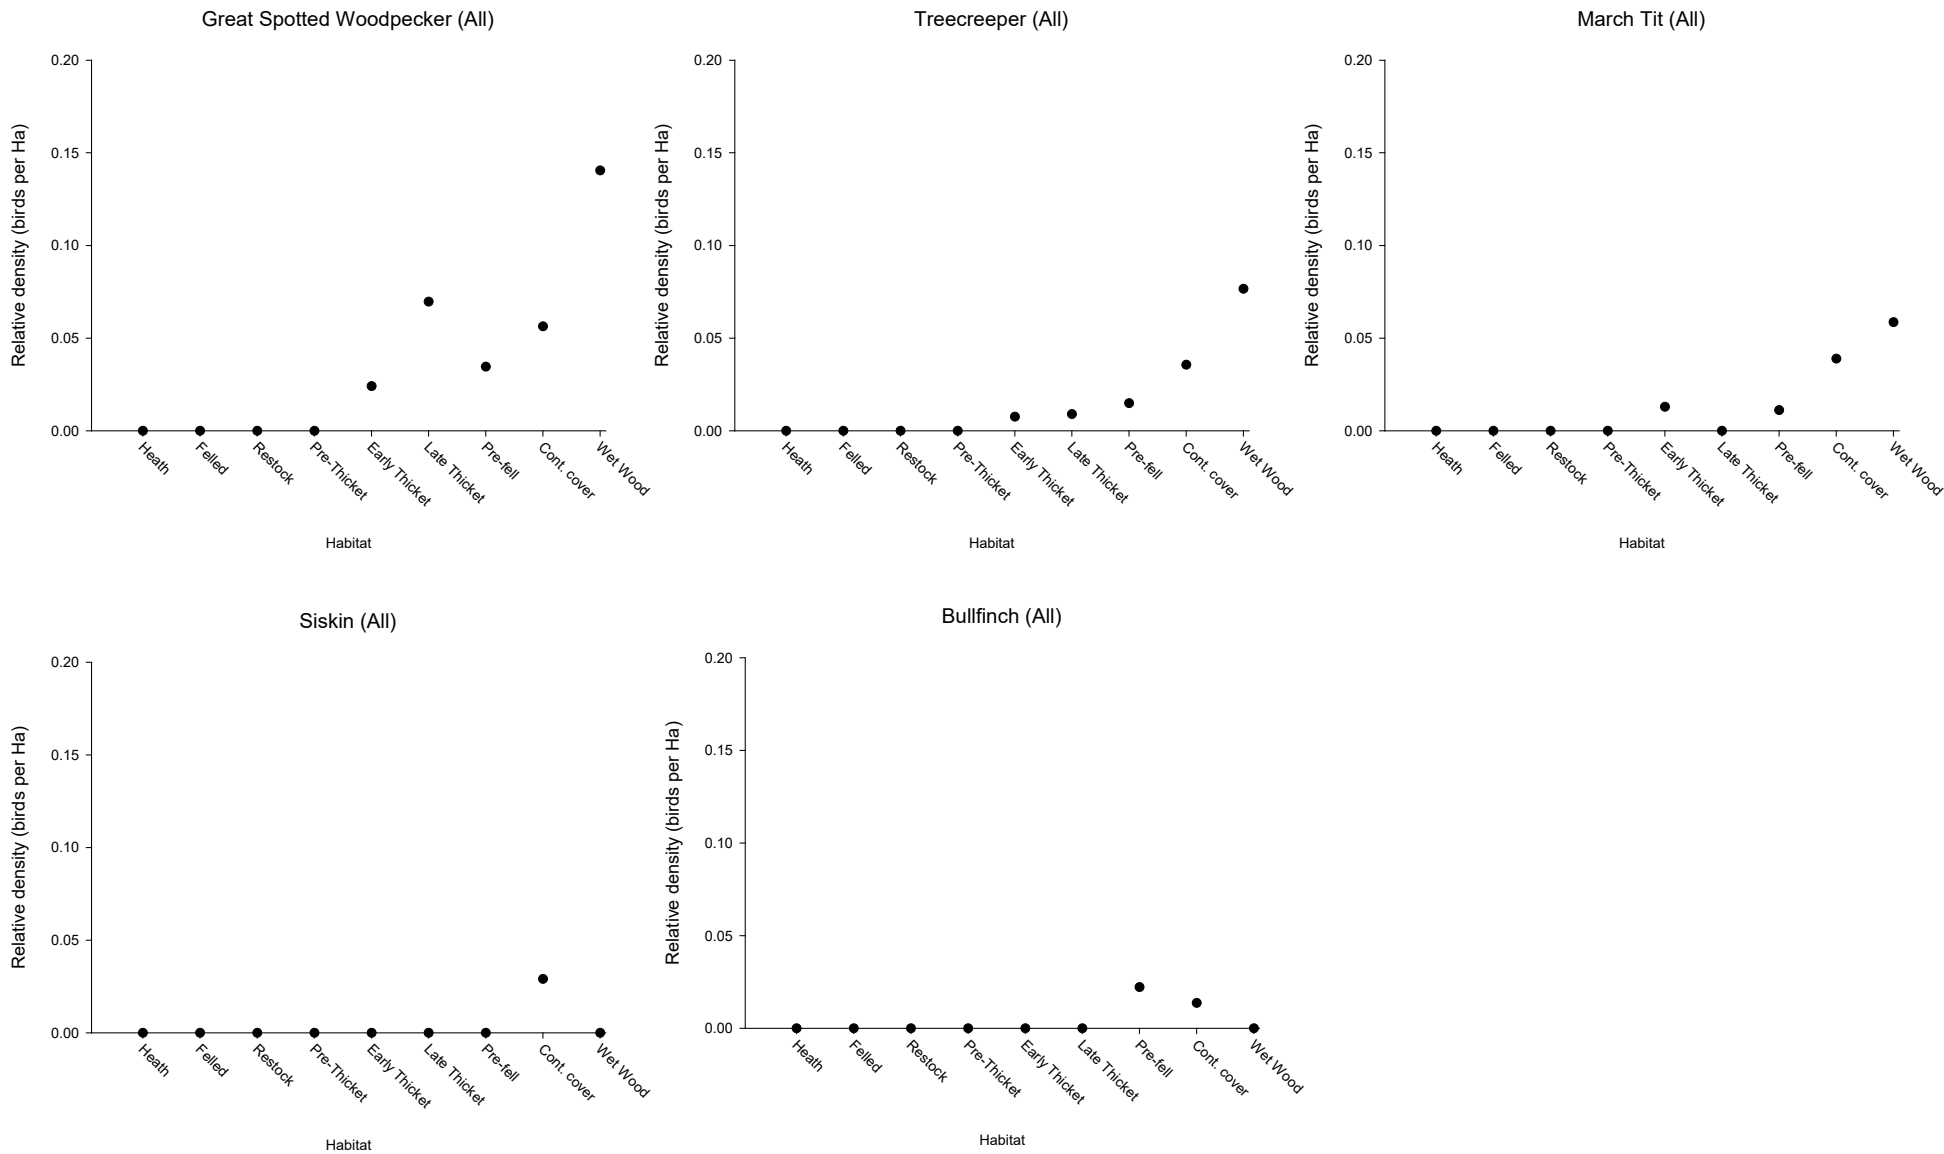 Great Spotted Woodpecker (All)
Relative density (birds per Ha)
0.20
0.15
0.10
0.05
0.00
Heath
Felled
Restock
Pre-Thicket
Early Thicket
Late Thicket
Pre-fell
Cont. cover
Wet Wood
Habitat
Treecreeper (All)
Relative density (birds per Ha)
0.20
0.15
0.10
0.05
0.00
Heath
Felled
Restock
Pre-Thicket
Early Thicket
Late Thicket
Pre-fell
Cont. cover
Wet Wood
Habitat
March Tit (All)
Relative density (birds per Ha)
0.20
0.15
0.10
0.05
0.00
Heath
Felled
Restock
Pre-Thicket
Early Thicket
Late Thicket
Pre-fell
Cont. cover
Wet Wood
Habitat
Siskin (All)
Relative density (birds per Ha)
0.20
0.15
0.10
0.05
0.00
Heath
Felled
Restock
Pre-Thicket
Early Thicket
Late Thicket
Pre-fell
Cont. cover
Wet Wood
Habitat
Bullfinch (All)
Relative density (birds per Ha)
0.20
0.15
0.10
0.05
0.00
Heath
Felled
Restock
Pre-Thicket
Early Thicket
Late Thicket
Pre-fell
Cont. cover
Wet Wood
Habitat